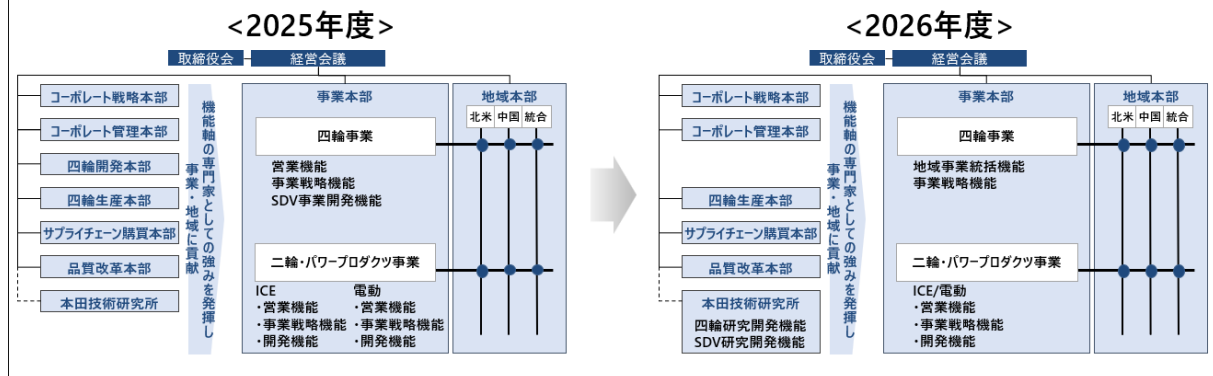 <2025年度>
取締役会
経営会議
コーポレート戦略本部
コーポレート管理本部
四輪開発本部
四輪生産本部
サプライチェーン購買本部
品質改革本部
本田技術研究所
機能軸の専門家としての強みを発揮し
事業・地域に貢献
事業本部
四輪事業
営業機能
事業戦略機能
SDV事業開発機能
二輪・パワープロダクツ事業
ICE
・営業機能
・事業戦略機能
・開発機能
電動
・営業機能
・事業戦略機能
・開発機能
地域本部
北米 中国 統合
<2026年度>
取締役会
経営会議
コーポレート戦略本部
コーポレート管理本部
四輪生産本部
サプライチェーン購買本部
品質改革本部
本田技術研究所
四輪研究開発機能
SDV研究開発機能
機能軸の専門家としての強みを発揮し
事業・地域に貢献
事業本部
四輪事業
地域事業統括機能
事業戦略機能
二輪・パワープロダクツ事業
ICE/電動
・営業機能
・事業戦略機能
・開発機能
地域本部
北米 中国 統合